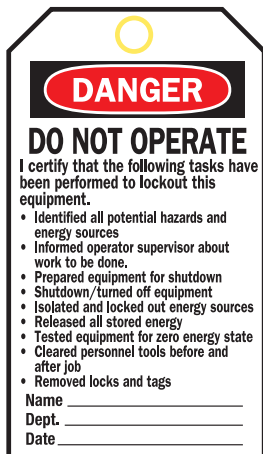 DANGER
DO NOT OPERATE
I certify that the following tasks have
been performed to lockout this
equipment.
• Identified all potential hazards and
energy sources
• Informed operator supervisor about
work to be done.
• Prepared equipment for shutdown
• Shutdown/turned off equipment
• Isolated and locked out energy sources
• Released all stored energy
• Tested equipment for zero energy state
• Cleared personnel tools before and
after job
• Removed locks and tags
Name
Dept.
Date